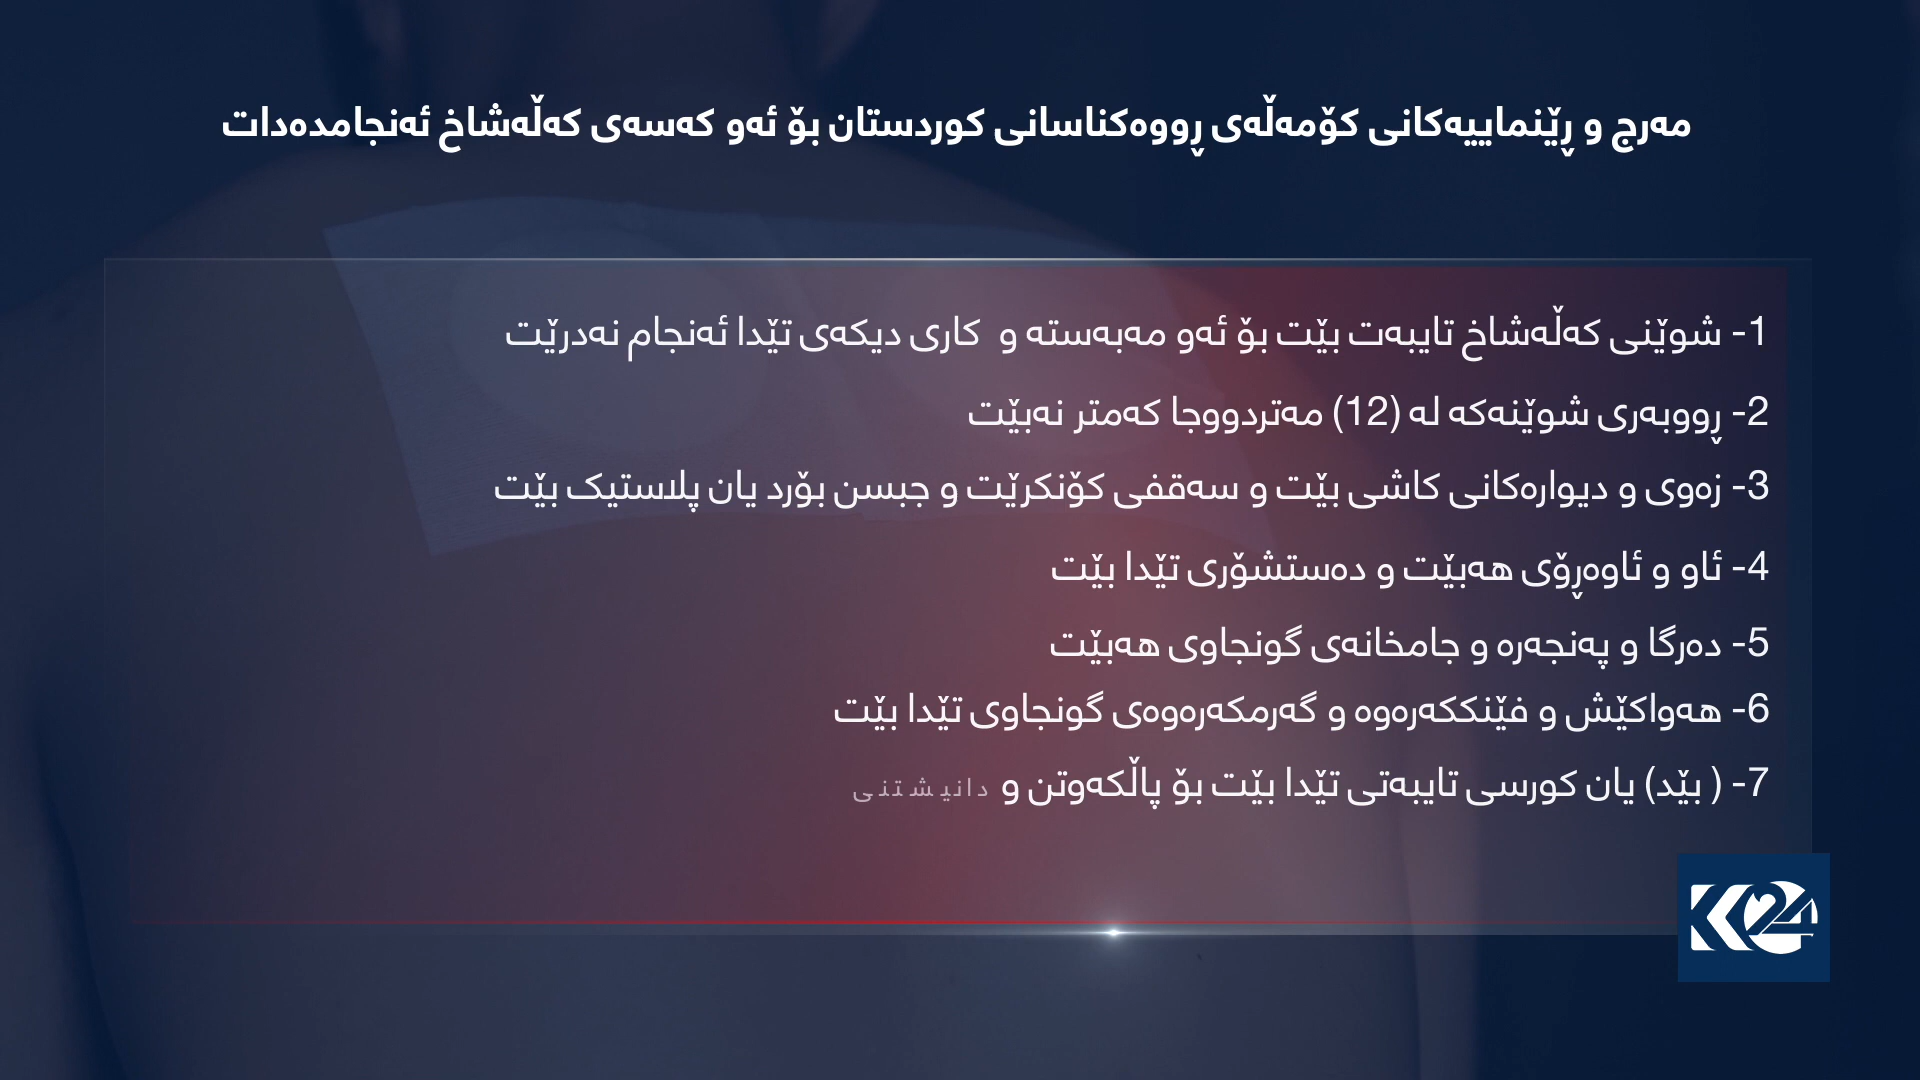 مەرج و ڕێنماییەکانی کۆمەڵەی ڕووەکناسانی کوردستان بۆ ئەو کەسەی کەڵەشاخ ئەنجامدەدات
1- شوێنی کەڵەشاخ تایبەت بێت بۆ ئەو مەبەستە و کاری دیکەی تێدا ئەنجام نەدرێت
2- ڕووبەری شوێنەکە لە (12) مەتردووجا کەمتر نەبێت
3- زەوی و دیوارەکانی کاشی بێت و سەقفی کۆنکرێت و جبسن بۆرد یان پلاستیک بێت
4- ئاو و ئاوەڕۆی هەبێت و دەستشۆری تێدا بێت
5- دەرگا و پەنجەرە و جامخانەی گونجاوی هەبێت
6- هەواکێش و فێنککەرەوە و گەرمکەرەوەی گونجاوی تێدا بێت
7- ( بێد) یان کورسی تایبەتی تێدا بێت بۆ پاڵکەوتن و دانیشتنی
K24